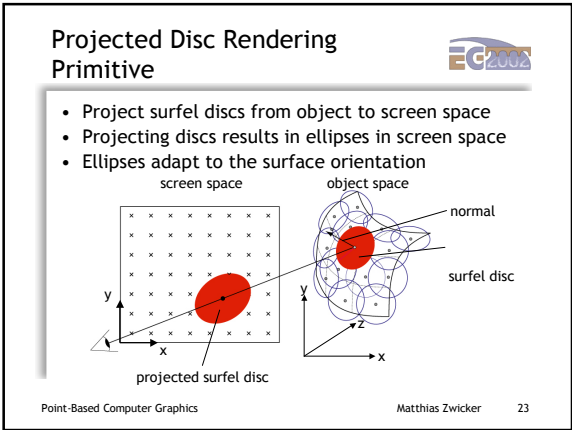 Projected Disc Rendering
Primitive
EG2002
• Project surfel discs from object to screen space
• Projecting discs results in ellipses in screen space
• Ellipses adapt to the surface orientation
screen space
object space
normal
surfel disc
y
x
y
z
x
projected surfel disc
Point-Based Computer Graphics
Matthias Zwicker
23